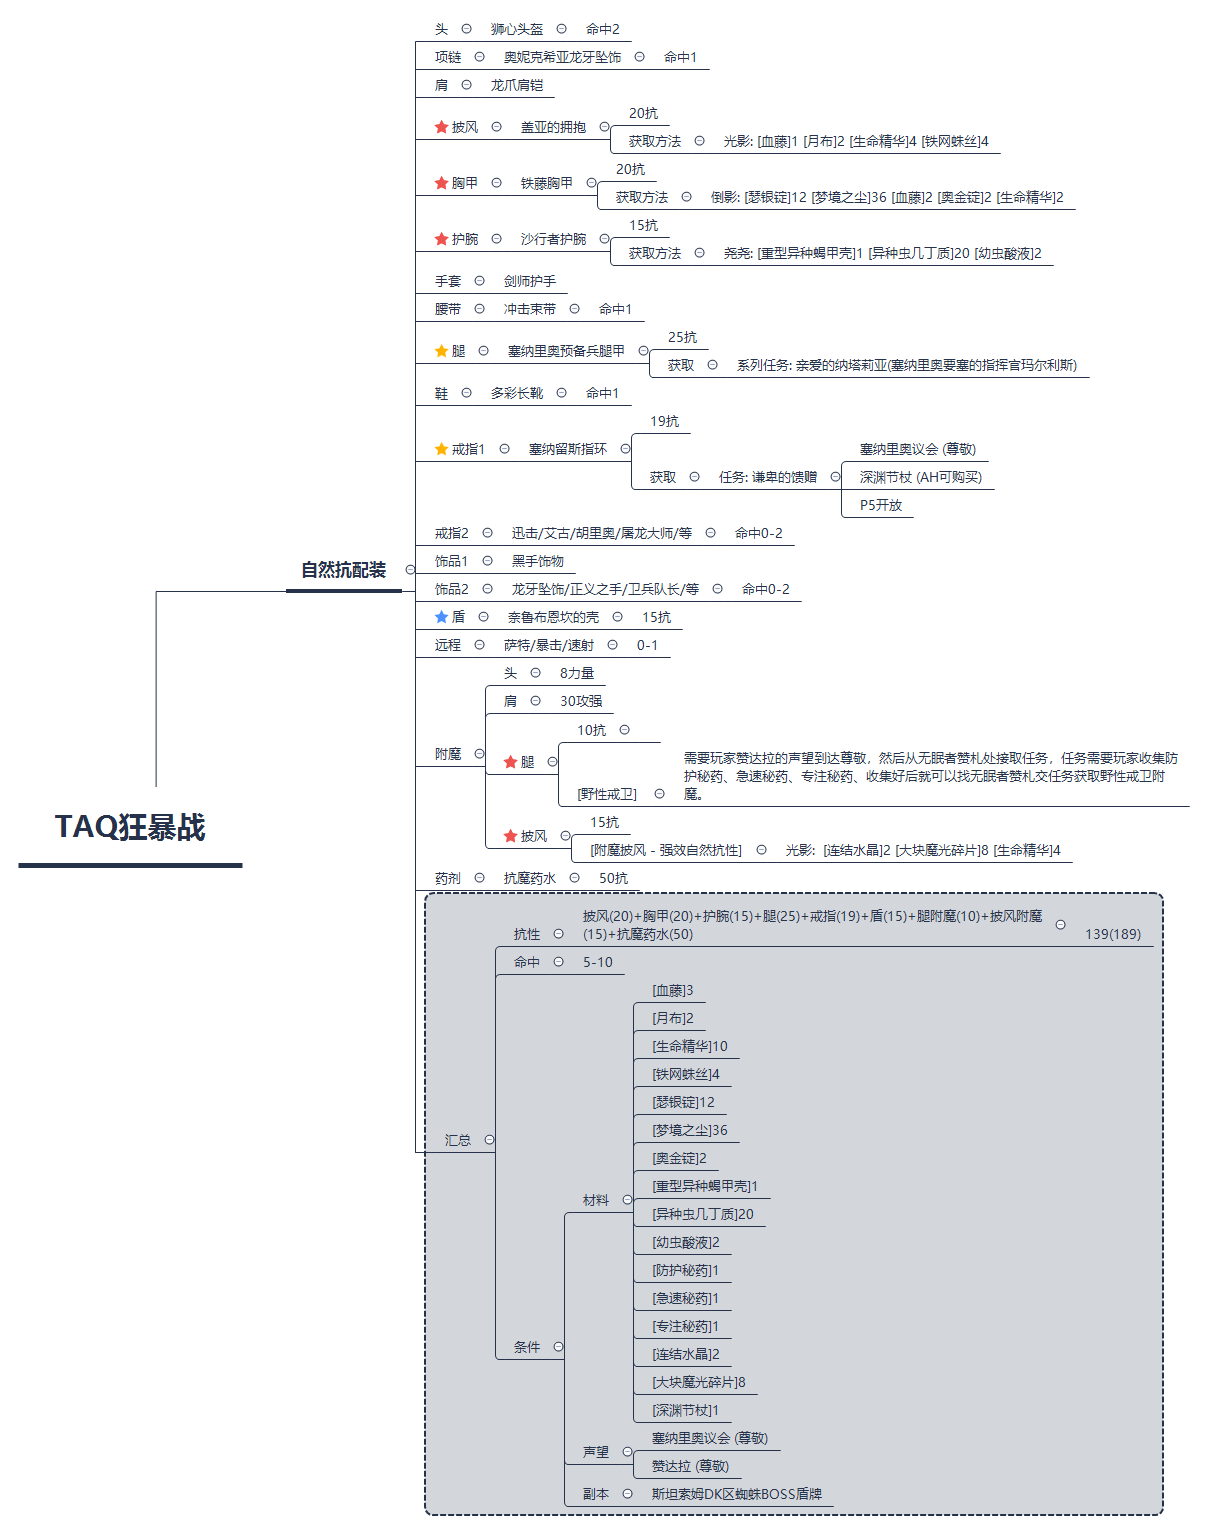 头 狮心头盔 命中2
项链 奥妮克希亚龙牙坠饰 命中1
肩 龙爪肩铠
披风 盖亚的拥抱
20抗
获取方法 光影: [血藤]1 [月布]2 [生命精华]4 [铁网蛛丝]4
胸甲 铁藤胸甲
20抗
获取方法 倒影: [瑟银锭]12 [梦境之尘]36 [血藤]2 [奥金锭]2 [生命精华]2
护腕 沙行者护腕
15抗
获取方法 尧尧: [重型异种蝎甲壳]1 [异种虫几丁质]20 [幼虫酸液]2
手套 剑师护手
腰带 冲击束带 命中1
腿 塞纳里奥预备兵腿甲
25抗
获取 系列任务: 亲爱的纳塔莉亚(塞纳里奥要塞的指挥官玛尔利斯)
鞋 多彩长靴 命中1
戒指1 塞纳留斯指环
19抗
获取 任务: 谦卑的馈赠
塞纳里奥议会 (尊敬)
深渊节杖 (AH可购买)
P5开放
戒指2 迅击/艾古/胡里奥/屠龙大师/等 命中0-2
饰品1 黑手饰物
饰品2 龙牙坠饰/正义之手/卫兵队长/等 命中0-2
盾 奈鲁布恩坎的壳 15抗
远程 萨特/暴击/速射 0-1
自然抗配装
TAQ狂暴战
附魔
头 8力量
肩 30攻强
腿
10抗
[野性戒卫]
需要玩家赞达拉的声望到达尊敬，然后从无眠者赞札处接取任务，任务需要玩家收集防
护秘药、急速秘药、专注秘药、收集好后就可以找无眠者赞札交任务获取野性戒卫附
魔。
披风
15抗
[附魔披风 - 强效自然抗性] 光影: [连结水晶]2 [大块魔光碎片]8 [生命精华]4
药剂 抗魔药水 50抗
汇总
抗性
披风(20)+胸甲(20)+护腕(15)+腿(25)+戒指(19)+盾(15)+腿附魔(10)+披风附魔
(15)+抗魔药水(50)
139(189)
命中 5-10
条件
材料
[血藤]3
[月布]2
[生命精华]10
[铁网蛛丝]4
[瑟银锭]12
[梦境之尘]36
[奥金锭]2
[重型异种蝎甲壳]1
[异种虫几丁质]20
[幼虫酸液]2
[防护秘药]1
[急速秘药]1
[专注秘药]1
[连结水晶]2
[大块魔光碎片]8
[深渊节杖]1
声望
塞纳里奥议会 (尊敬)
赞达拉 (尊敬)
副本 斯坦索姆DK区蜘蛛BOSS盾牌